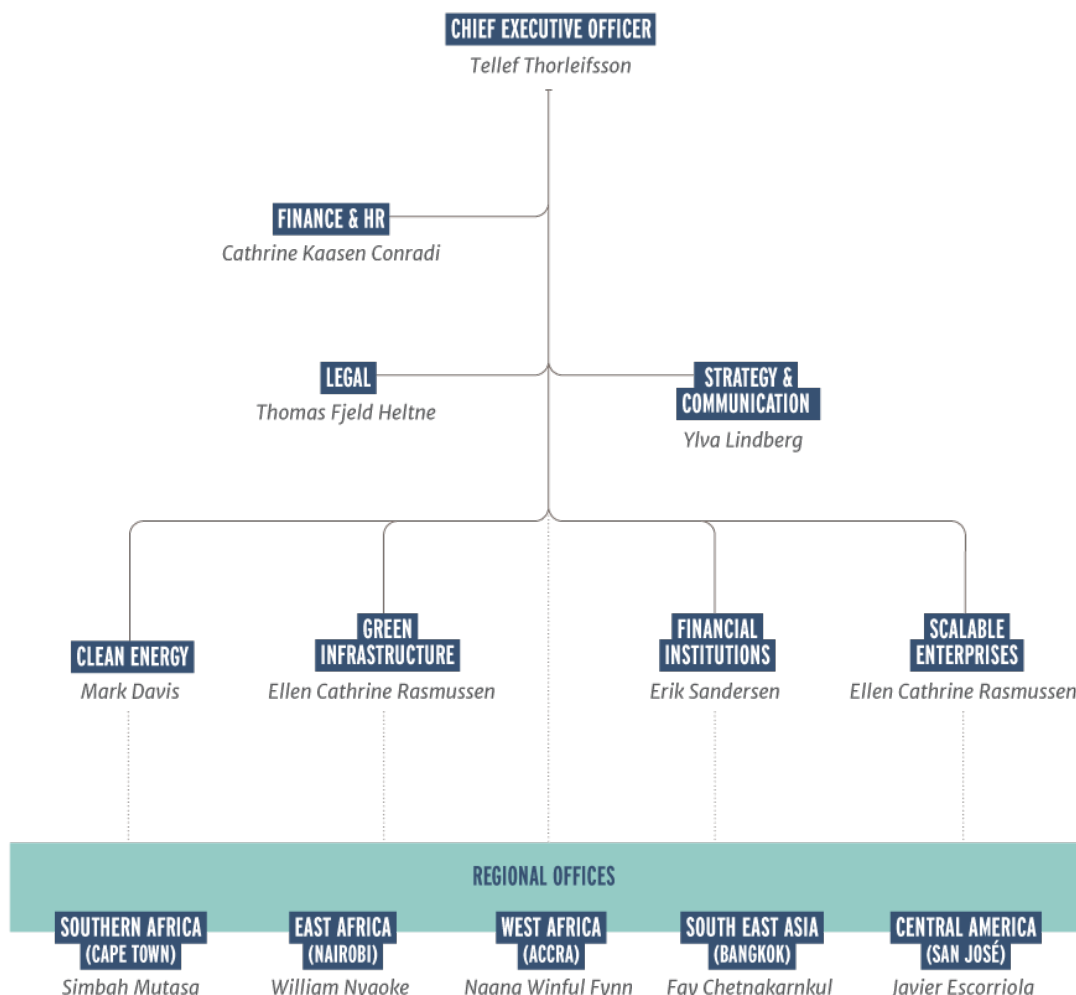 CHIEF EXECUTIVE OFFICER
Tellef Thorleifsson
FINANCE & HR
Cathrine Kaasen Conradi
LEGAL
Thomas Fjeld Heltne
STRATEGY &
COMMUNICATION
Ylva Lindberg
CLEAN ENERGY
Mark Davis
GREEN
INFRASTRUCTURE
Ellen Cathrine Rasmussen
FINANCIAL
INSTITUTIONS
Erik Sandersen
SCALABLE
ENTERPRISES
Ellen Cathrine Rasmussen
REGIONAL OFFICES
SOUTHERN AFRICA
(CAPE TOWN)
Simbah Mutasa
EAST AFRICA
(NAIROBI)
William Nyaoke
WEST AFRICA
(ACCRA)
Naana Winful Fynn
SOUTH EAST ASIA
(BANGKOK)
Fay Chetnakarnkul
CENTRAL AMERICA
(SAN JOSÉ)
Javier Escorriola